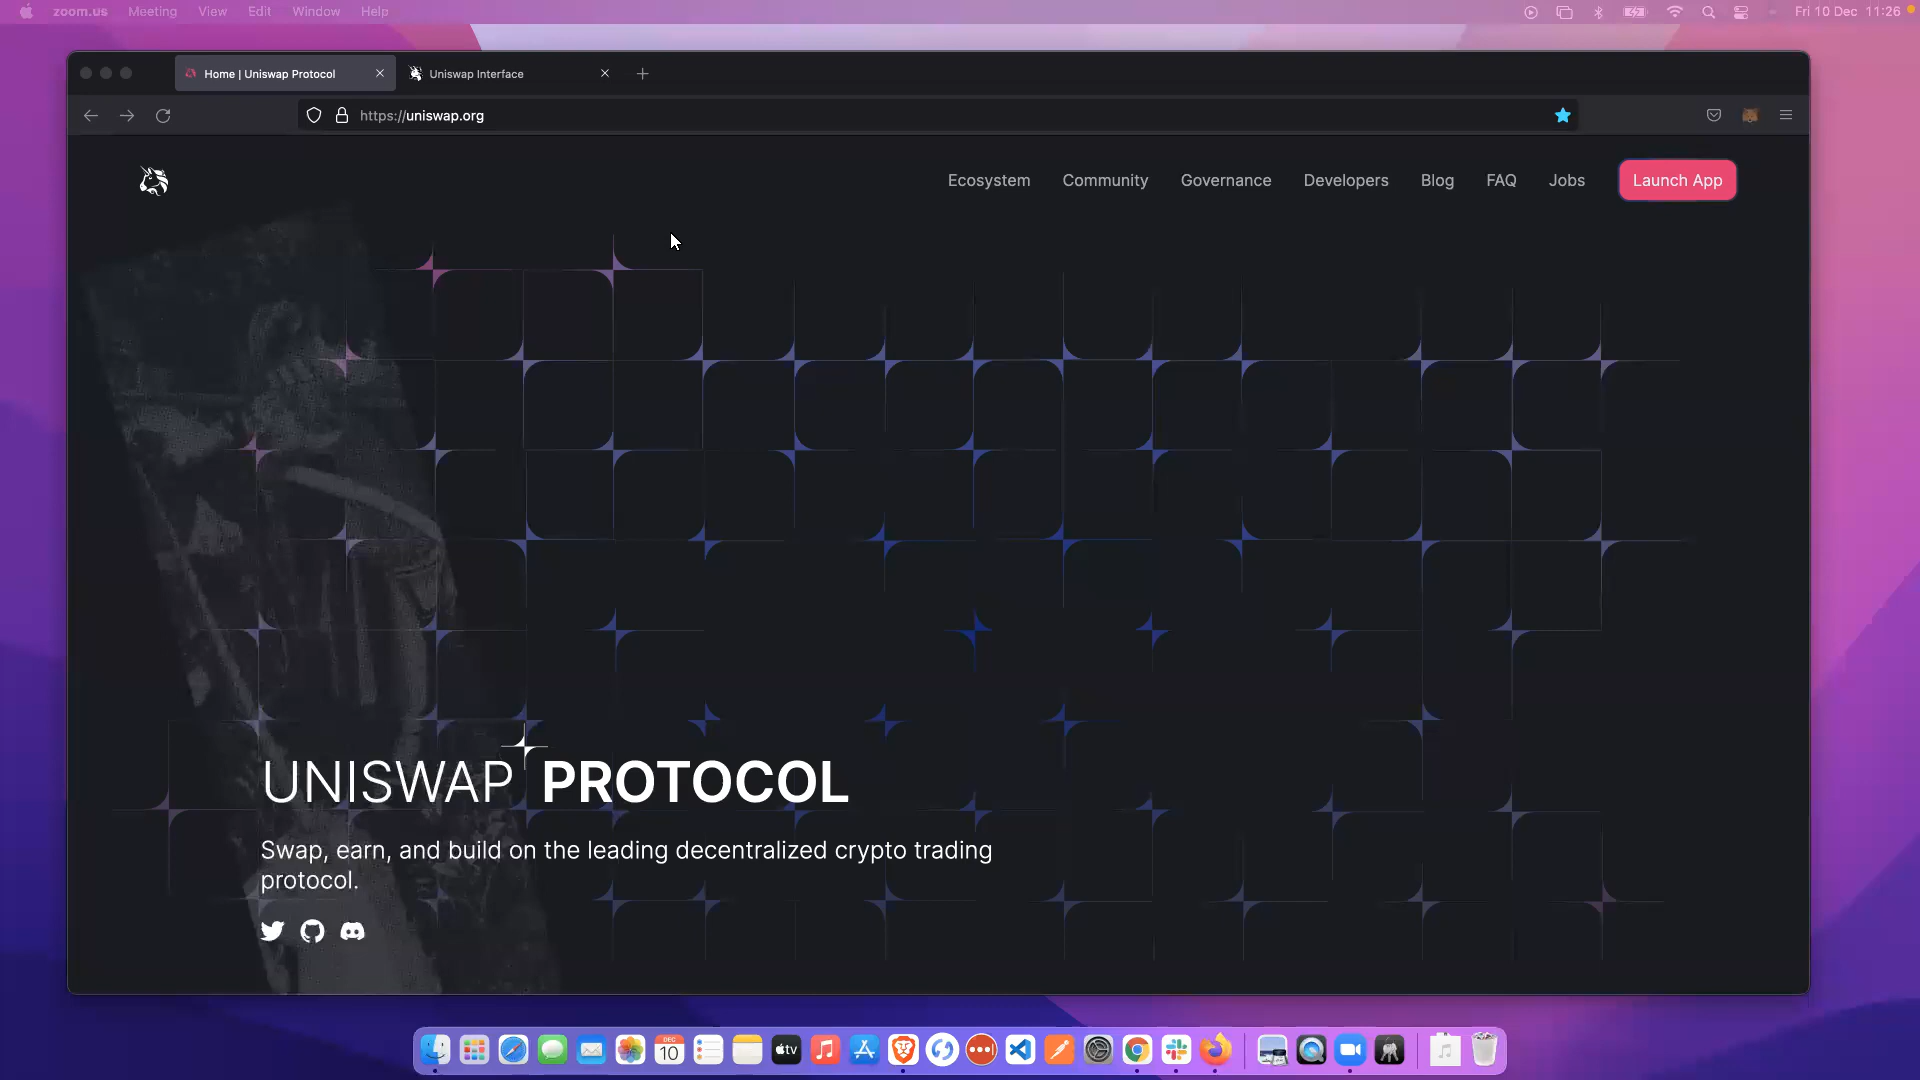 zoom.us Meeting View Edit Window Help Fri 10 Dec 11:26
Home | Uniswap Protocol Uniswap Interface
https://uniswap.org
Ecosystem Community Governance Developers Blog FAQ Jobs Launch App
UNISWAP PROTOCOL
Swap, earn, and build on the leading decentralized crypto trading
protocol.
DEC
10
tv